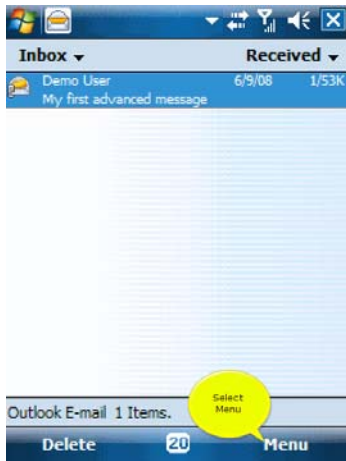 Inbox Received
Demo User 6/9/08 1/53K
My first advanced message
Select
Menu
Outlook E-mail 1 Items.
Delete 20 Menu